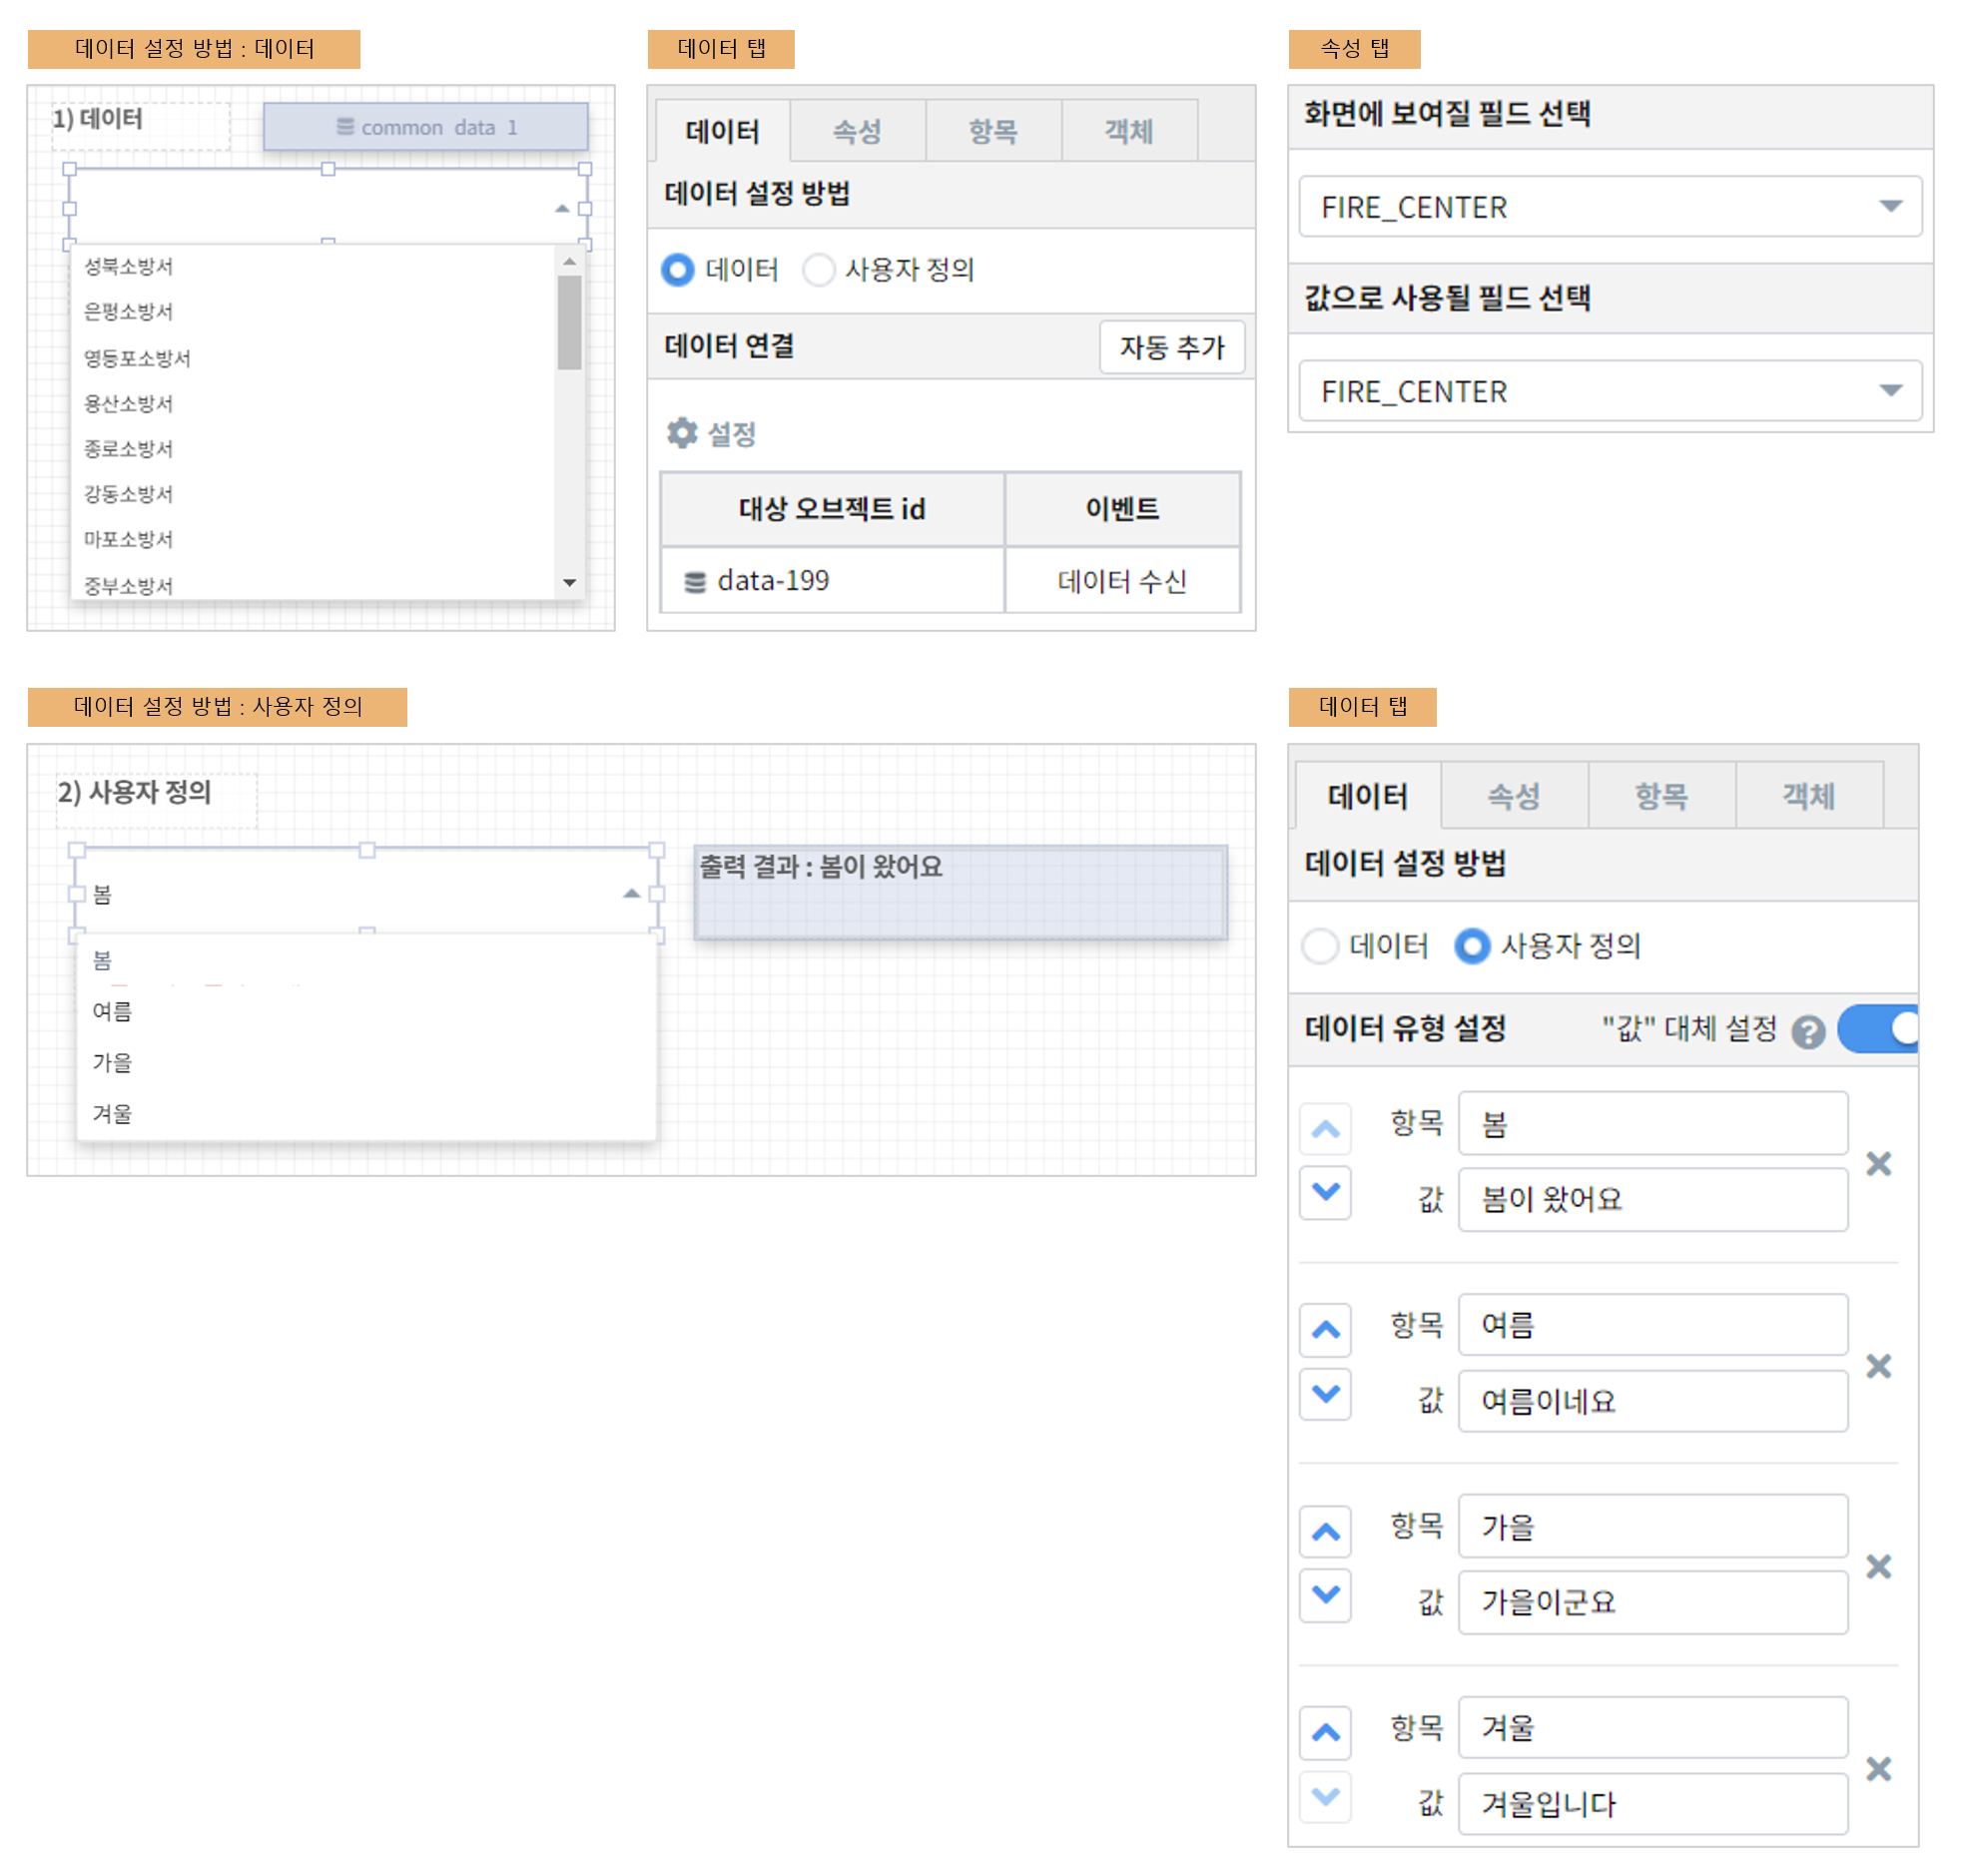 데이터 설정 방법 : 데이터
1) 데이터
common_data_1
성북소방서
은평소방서
영등포소방서
용산소방서
종로소방서
강동소방서
마포소방서
중부소방서
데이터 탭
데이터 속성 항목 객체
데이터 설정 방법
데이터 사용자 정의
데이터 연결 자동 추가
설정
대상 오브젝트 id 이벤트
data-199 데이터 수신
속성 탭
화면에 보여질 필드 선택
FIRE_CENTER
값으로 사용될 필드 선택
FIRE_CENTER
데이터 설정 방법 : 사용자 정의
2) 사용자 정의
봄
봄
여름
가을
겨울
출력 결과 : 봄이 왔어요
데이터 탭
데이터 속성 항목 객체
데이터 설정 방법
데이터 사용자 정의
데이터 유형 설정 "값" 대체 설정 ?
항목 봄
값 봄이 왔어요
항목 여름
값 여름이네요
항목 가을
값 가을이군요
항목 겨울
값 겨울입니다